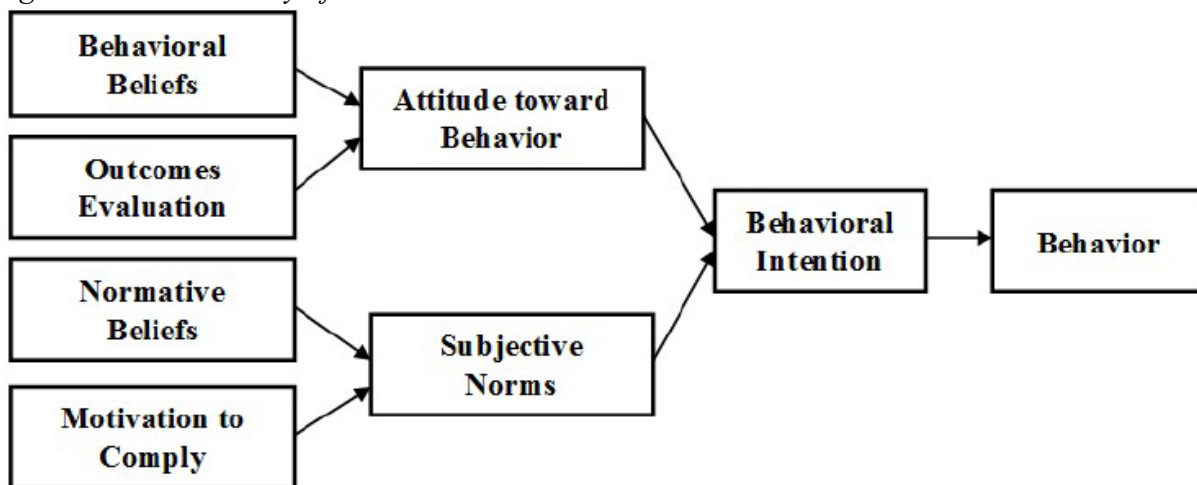 Behavioral
Beliefs
Outcomes
Evaluation
Normative
Beliefs
Motivation to
Comply
Attitude toward
Behavior
Subjective
Norms
Behavioral
Intention
Behavior